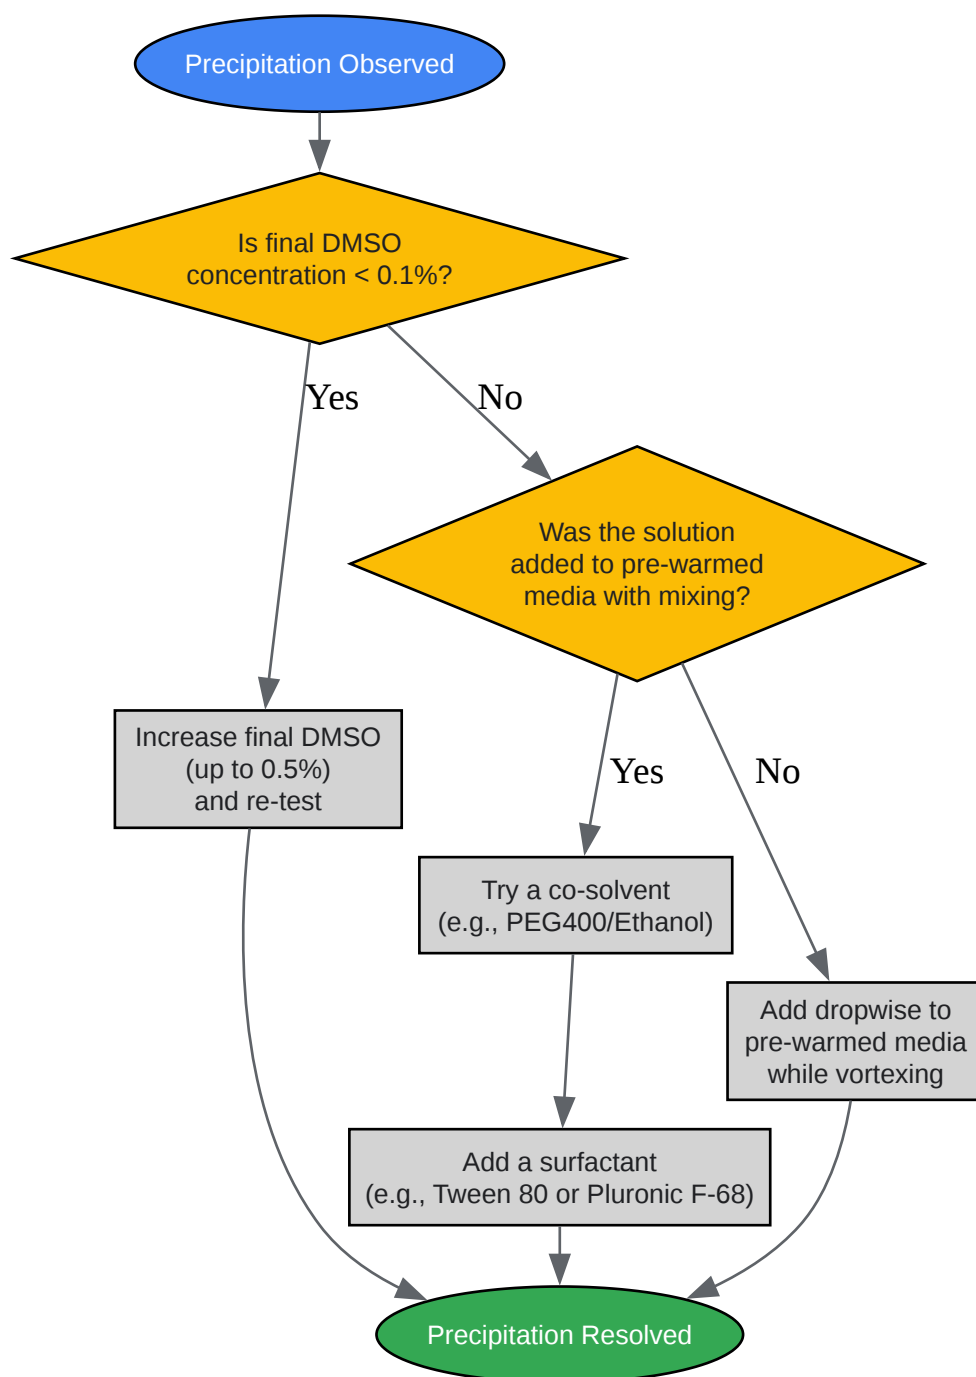 Precipitation Observed
Is final DMSO
concentration < 0.1%?
Yes
No
Was the solution
added to pre-warmed
media with mixing?
Increase final DMSO
(up to 0.5%)
and re-test
Yes
No
Try a co-solvent
(e.g., PEG400/Ethanol)
Add dropwise to
pre-warmed media
while vortexing
Add a surfactant
(e.g., Tween 80 or Pluronic F-68)
Precipitation Resolved